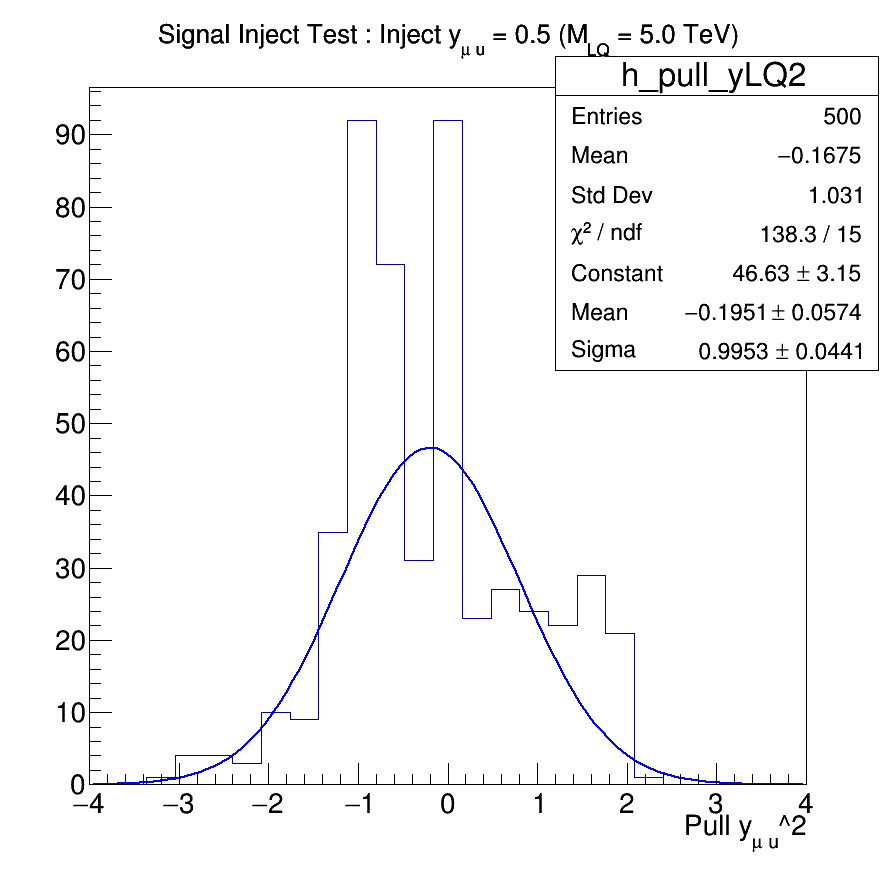 Signal Inject Test : Inject y_μ u = 0.5 (M_LQ = 5.0 TeV)
h_pull_yLQ2
Entries 500
Mean −0.1675
Std Dev 1.031
χ² / ndf 138.3 / 15
Constant 46.63 ± 3.15
Mean −0.1951 ± 0.0574
Sigma 0.9953 ± 0.0441
90
80
70
60
50
40
30
20
10
0
−4 −3 −2 −1 0 1 2 3 4
Pull y_μ u^2